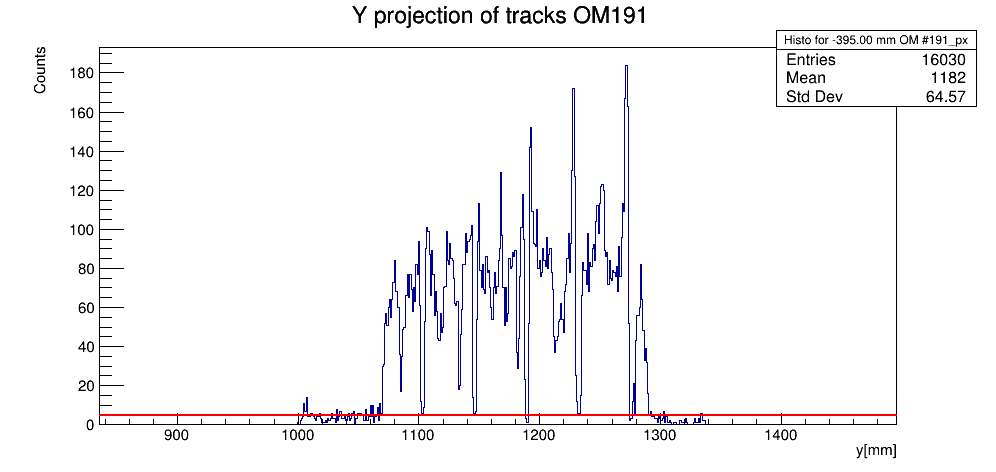 Y projection of tracks OM191
Histo for -395.00 mm OM #191_px
Entries 16030
Mean 1182
Std Dev 64.57
Counts
180
160
140
120
100
80
60
40
20
0
900 1000 1100 1200 1300 1400
y[mm]